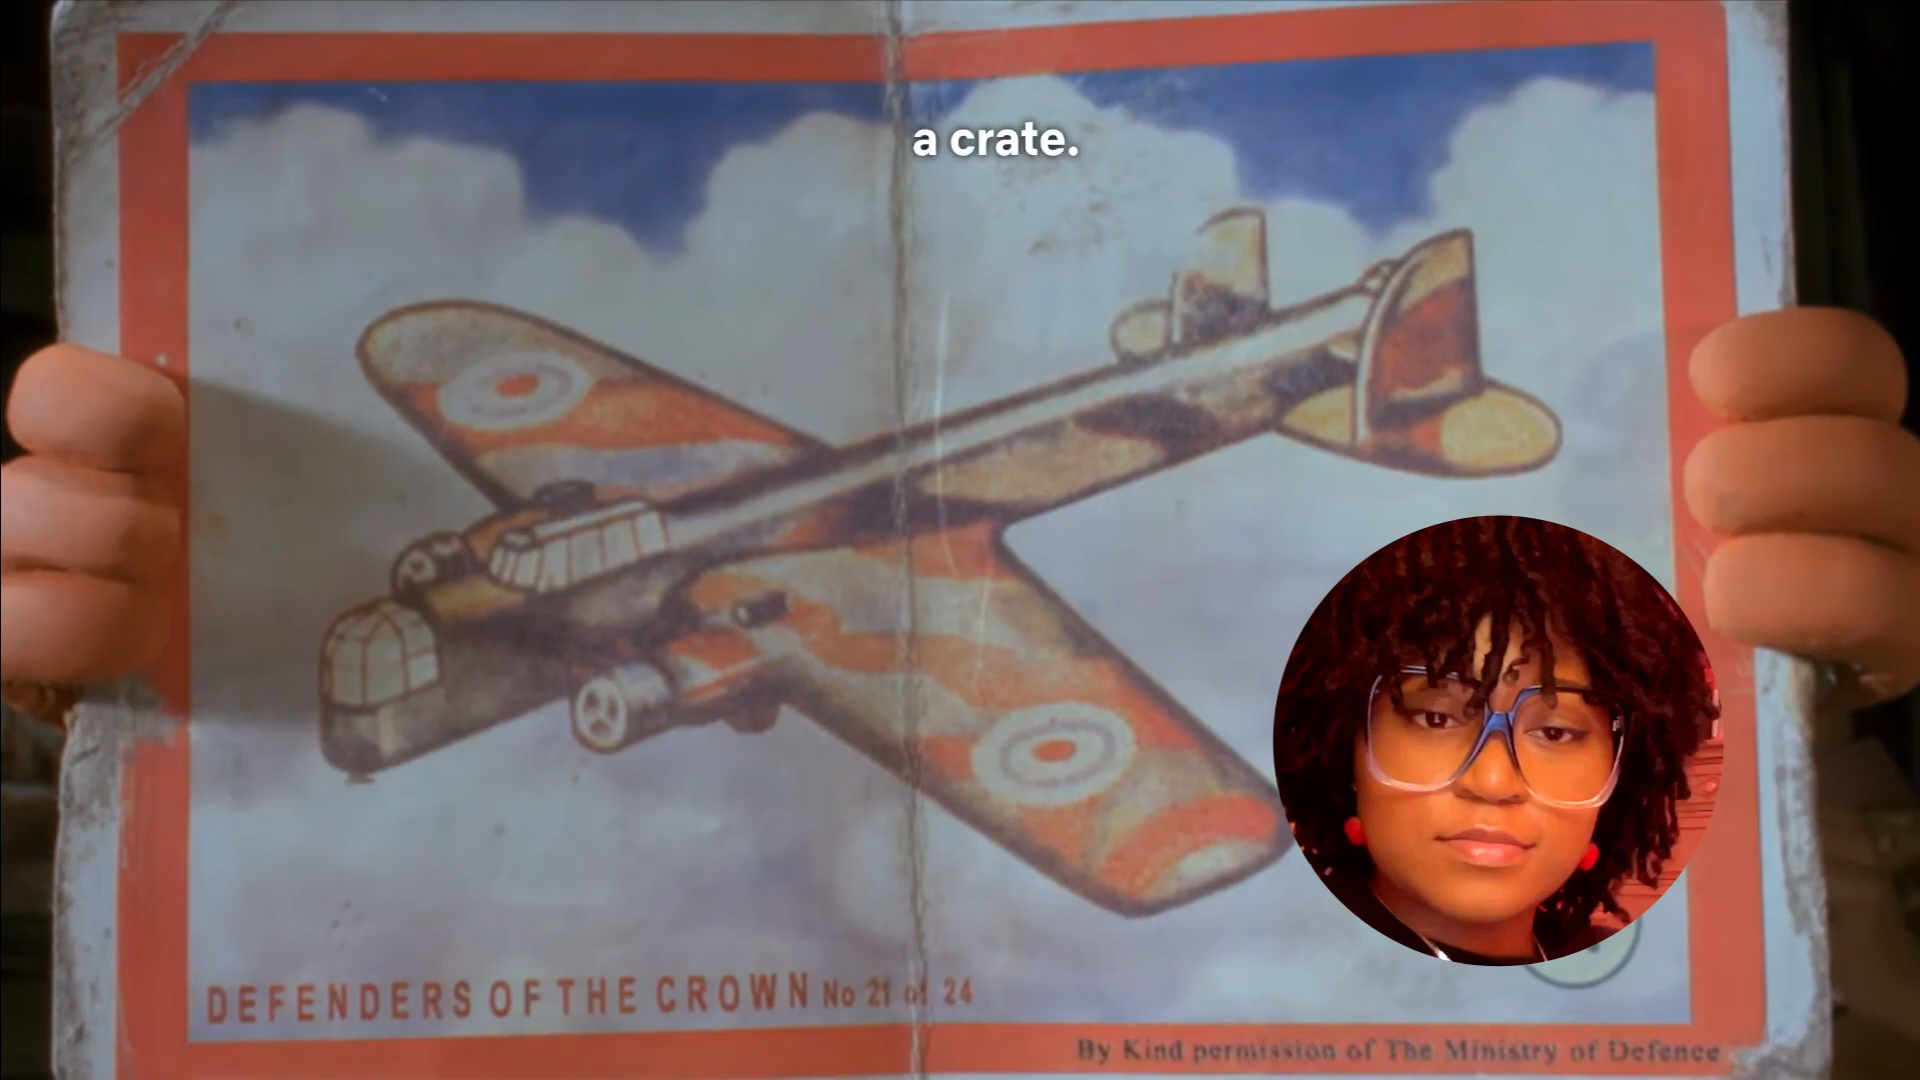 a crate.
DEFENDERS OF THE CROWN No 21 of 24
By Kind permission of The Ministry of Defence